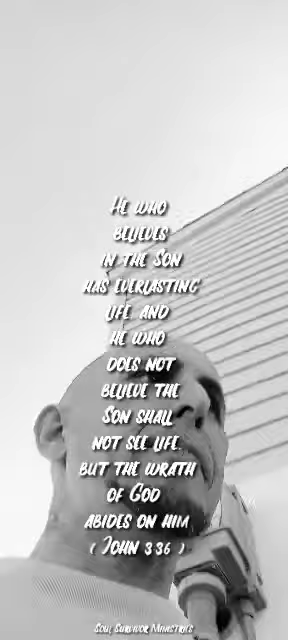 He who
believes
in the Son
has everlasting
life, and
he who
does not
believe the
Son shall
not see life,
but the wrath
of God
abides on him.
( John 3:36 )
Soul Survivor Ministries